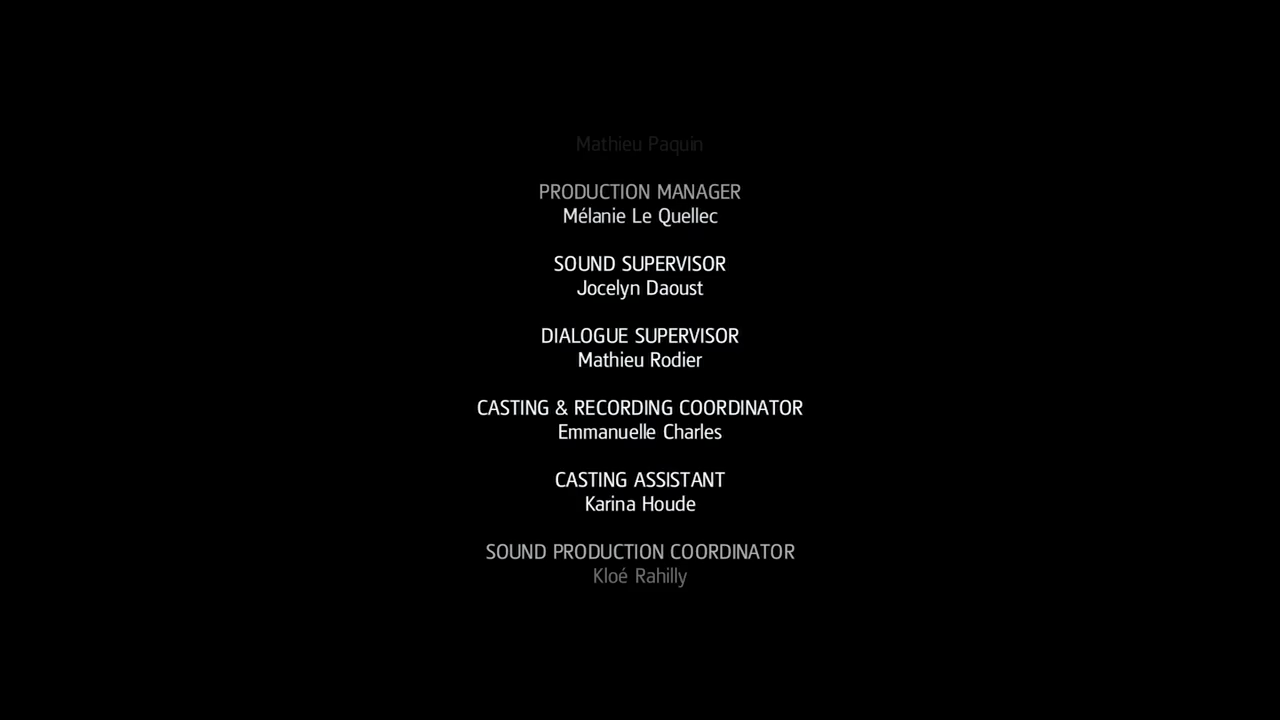 Mathieu Paquin
PRODUCTION MANAGER
Mélanie Le Quellec
SOUND SUPERVISOR
Jocelyn Daoust
DIALOGUE SUPERVISOR
Mathieu Rodier
CASTING & RECORDING COORDINATOR
Emmanuelle Charles
CASTING ASSISTANT
Karina Houde
SOUND PRODUCTION COORDINATOR
Kloé Rahilly